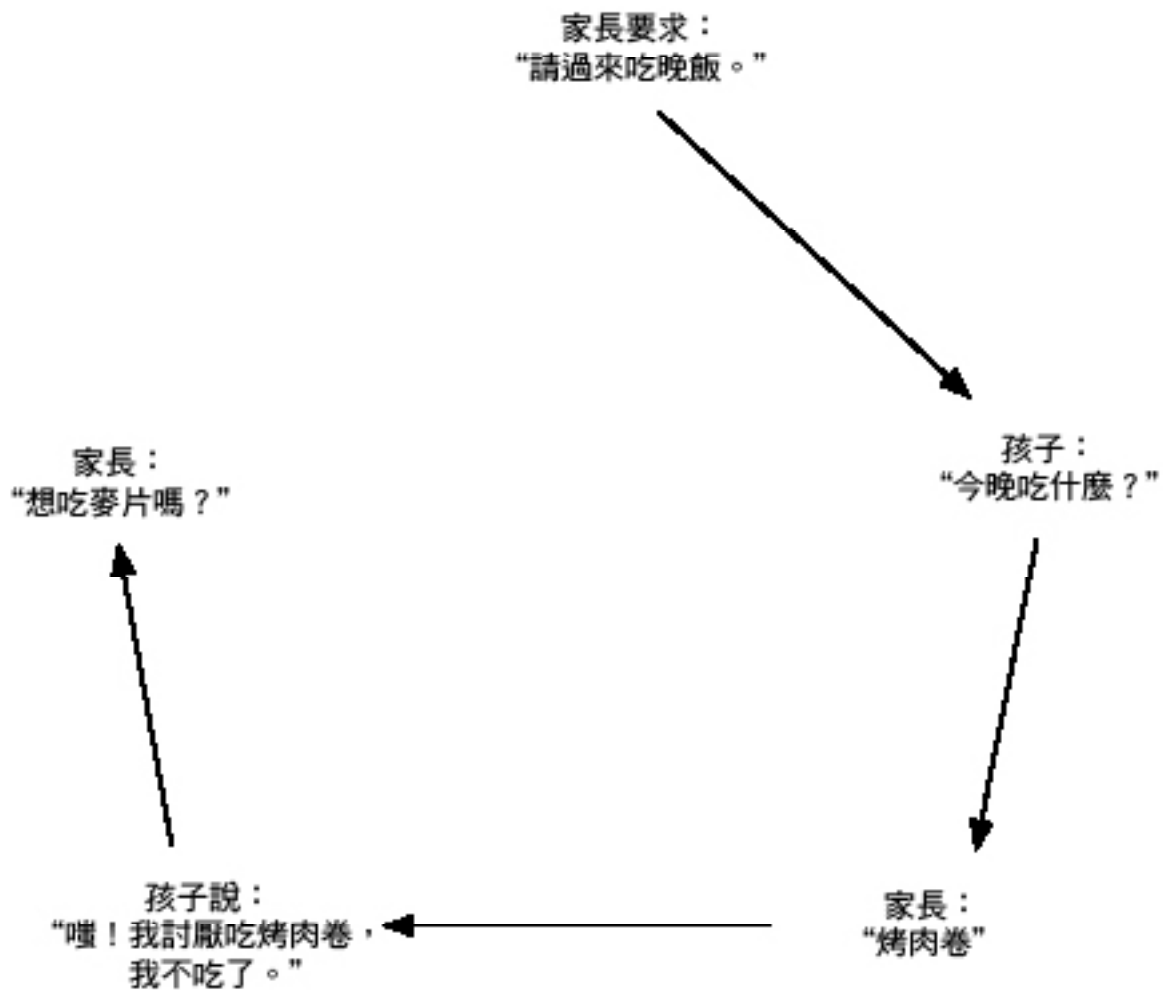 家長要求：
“請過來吃晚飯。”
孩子：
“今晚吃什麼？”
家長：
“烤肉卷”
孩子說：
“嗤！我討厭吃烤肉卷，
我不吃了。”
家長：
“想吃麥片嗎？”